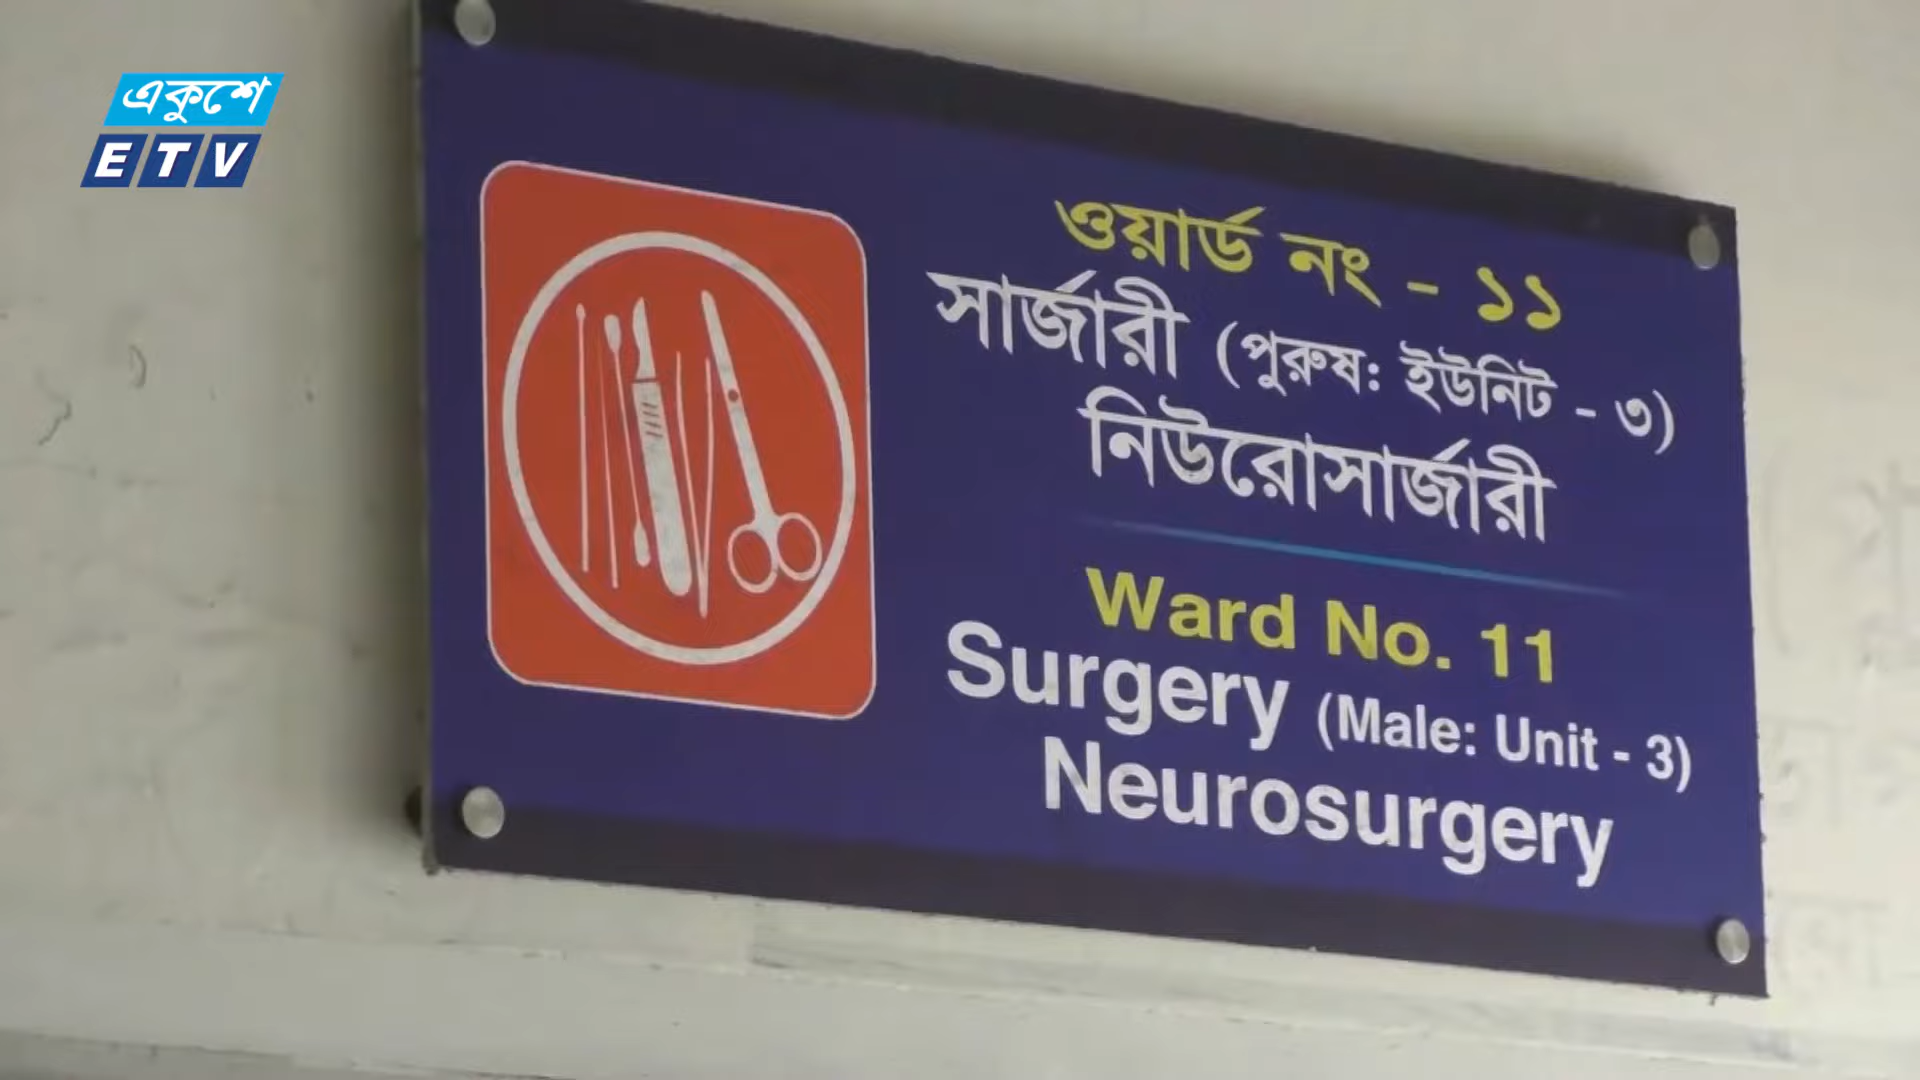 একুশে
ETV
ওয়ার্ড নং - ১১
সার্জারী (পুরুষ: ইউনিট - ৩)
নিউরোসার্জারী
Ward No. 11
Surgery (Male: Unit - 3)
Neurosurgery